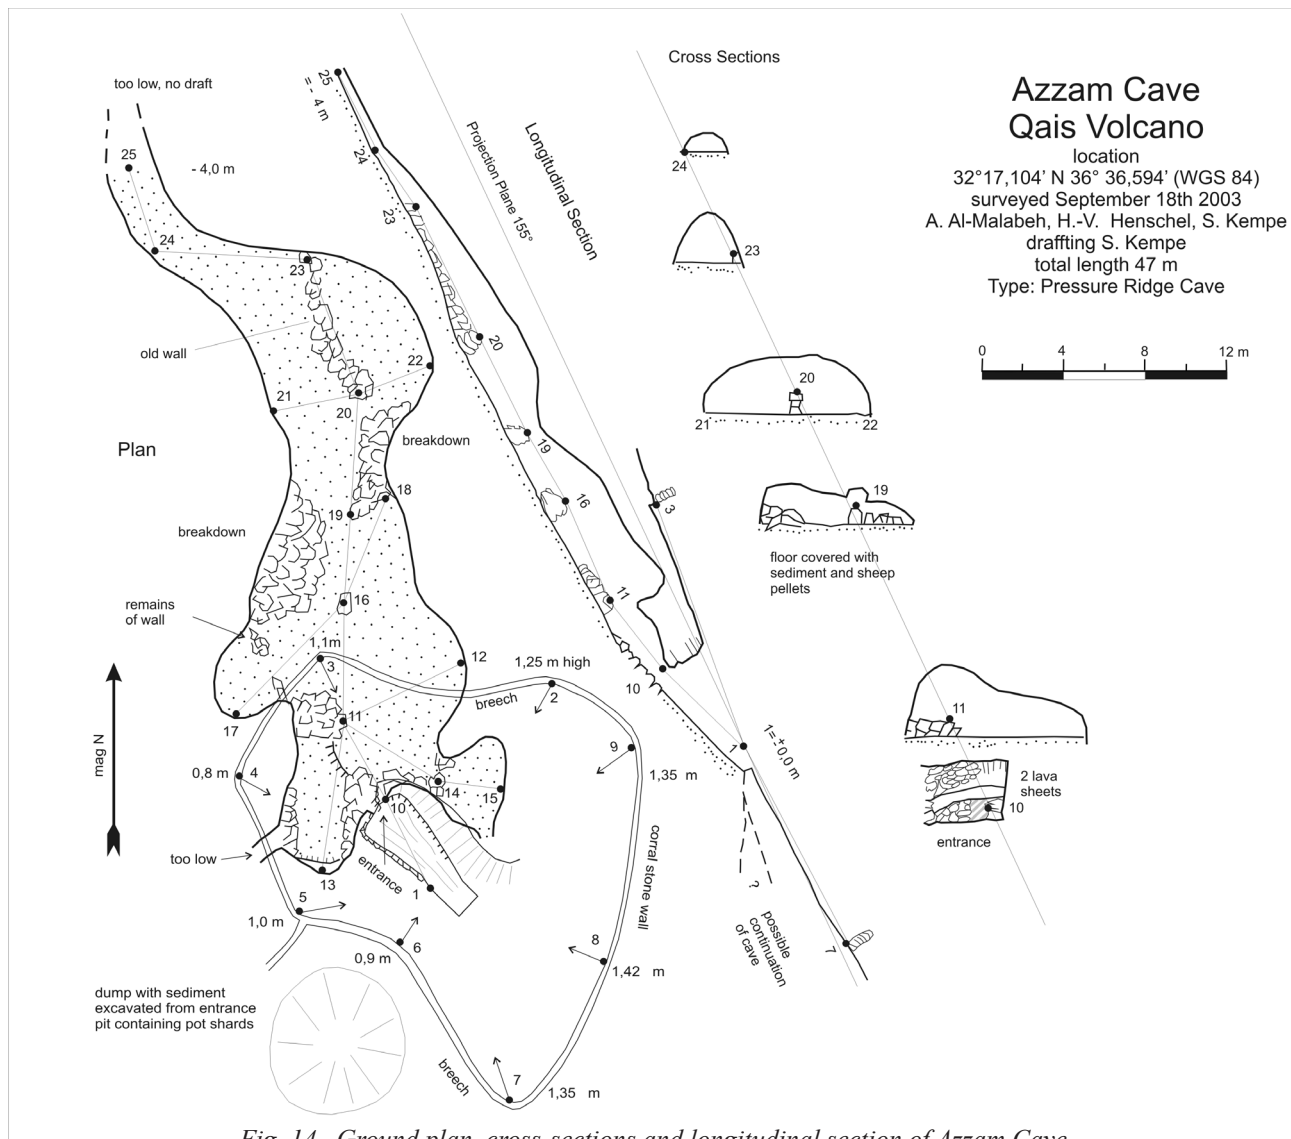 Azzam Cave
Qais Volcano
location
32°17,104’ N 36° 36,594’ (WGS 84)
surveyed September 18th 2003
A. Al-Malabeh, H.-V. Henschel, S. Kempe
draffting S. Kempe
total length 47 m
Type: Pressure Ridge Cave
0 4 8 12 m
Cross Sections
24
23
20
21 22
19
floor covered with
sediment and sheep
pellets
11
2 lava
sheets
10
entrance
Longitudinal Section
Projection Plane 155°
25
= - 4 m
24
23
20
19
16
11
10
3
1
1=±0,0 m
7
?
possible
continuation
of cave
Plan
too low, no draft
25
- 4,0 m
24
23
old wall
22
21
20
breakdown
18
19
breakdown
16
remains
of wall
1,1m
3
12
1,25 m high
breech
2
17
11
9
mag N
0,8 m 4
1,35 m
14
15
10
corral stone wall
too low
entrance
13
1
5
1,0 m
6
0,9 m
8
1,42 m
dump with sediment
excavated from entrance
pit containing pot shards
breech
7
1,35 m
Fig. 14. Ground plan, cross-sections and longitudinal section of Azzam Cave